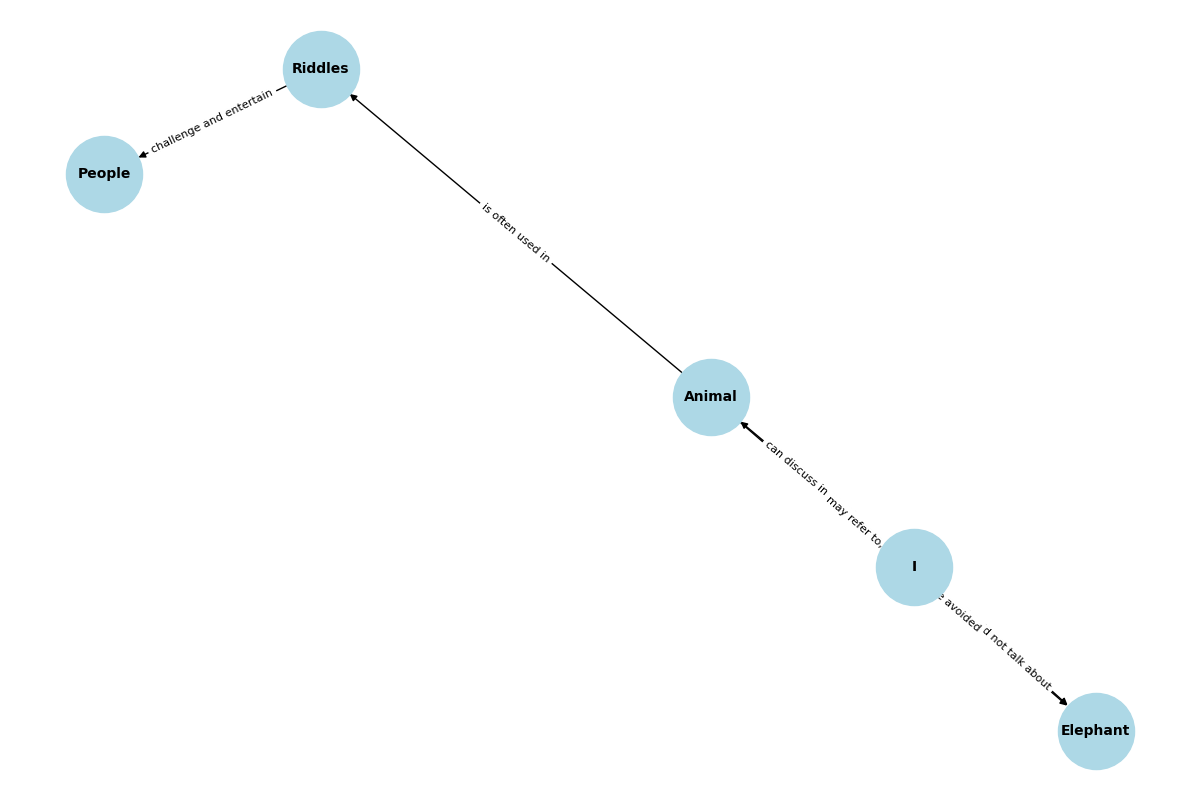 Riddles
challenge and entertain
People
is often used in
Animal
can discuss in
may refer to,
I
avoided
not talk about
Elephant